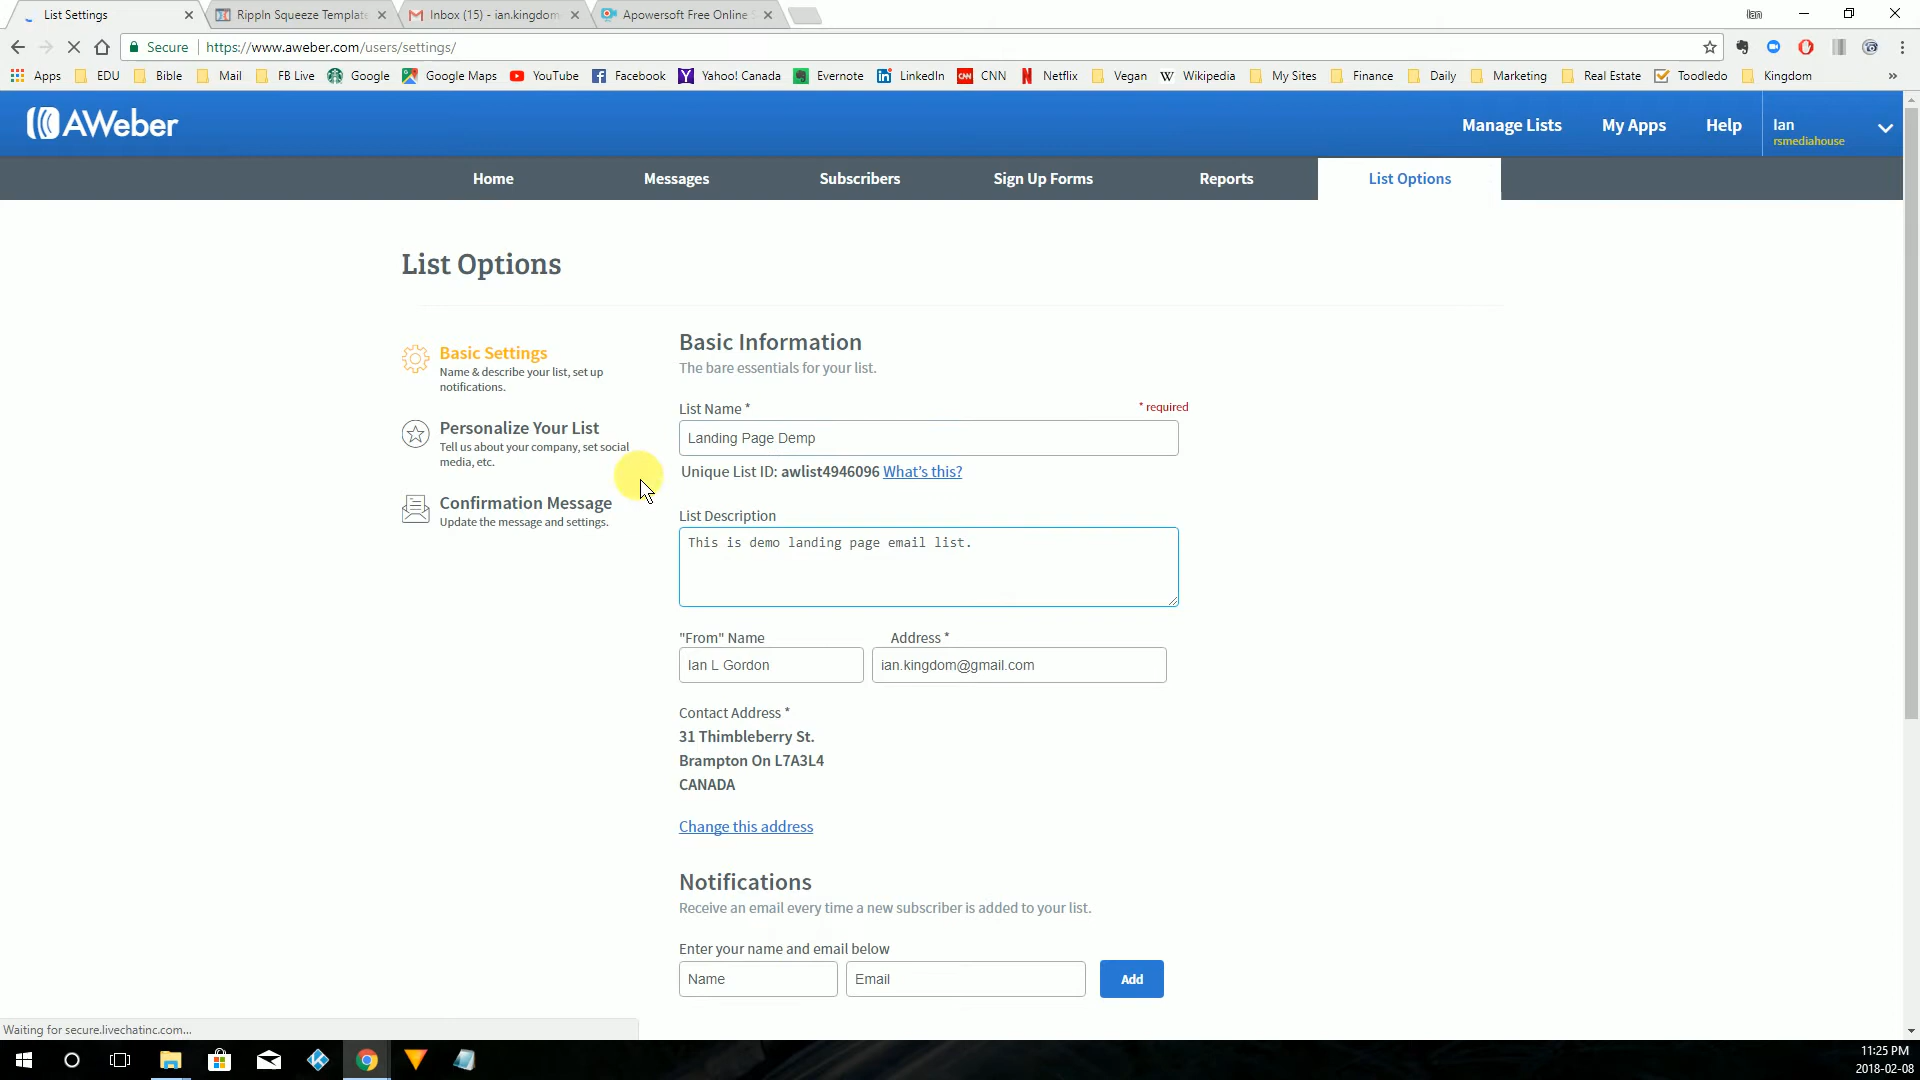 List Settings
Rippln Squeeze Template
Inbox (15) - ian.kingdom
Apowersoft Free Online S
Ian
Secure
https://www.aweber.com/users/settings/
Apps
EDU
Bible
Mail
FB Live
Google
Google Maps
YouTube
Facebook
Yahoo! Canada
Evernote
LinkedIn
CNN
Netflix
Vegan
Wikipedia
My Sites
Finance
Daily
Marketing
Real Estate
Toodledo
Kingdom
AWeber
Manage Lists
My Apps
Help
Ian
rsmediahouse
Home
Messages
Subscribers
Sign Up Forms
Reports
List Options
List Options
Basic Settings
Name & describe your list, set up
notifications.
Personalize Your List
Tell us about your company, set social
media, etc.
Confirmation Message
Update the message and settings.
Basic Information
The bare essentials for your list.
List Name *
* required
Landing Page Demp
Unique List ID: awlist4946096 What's this?
List Description
This is demo landing page email list.
"From" Name
Address *
Ian L Gordon
ian.kingdom@gmail.com
Contact Address *
31 Thimbleberry St.
Brampton On L7A3L4
CANADA
Change this address
Notifications
Receive an email every time a new subscriber is added to your list.
Enter your name and email below
Name
Email
Add
Waiting for secure.livechatinc.com...
11:25 PM
2018-02-08